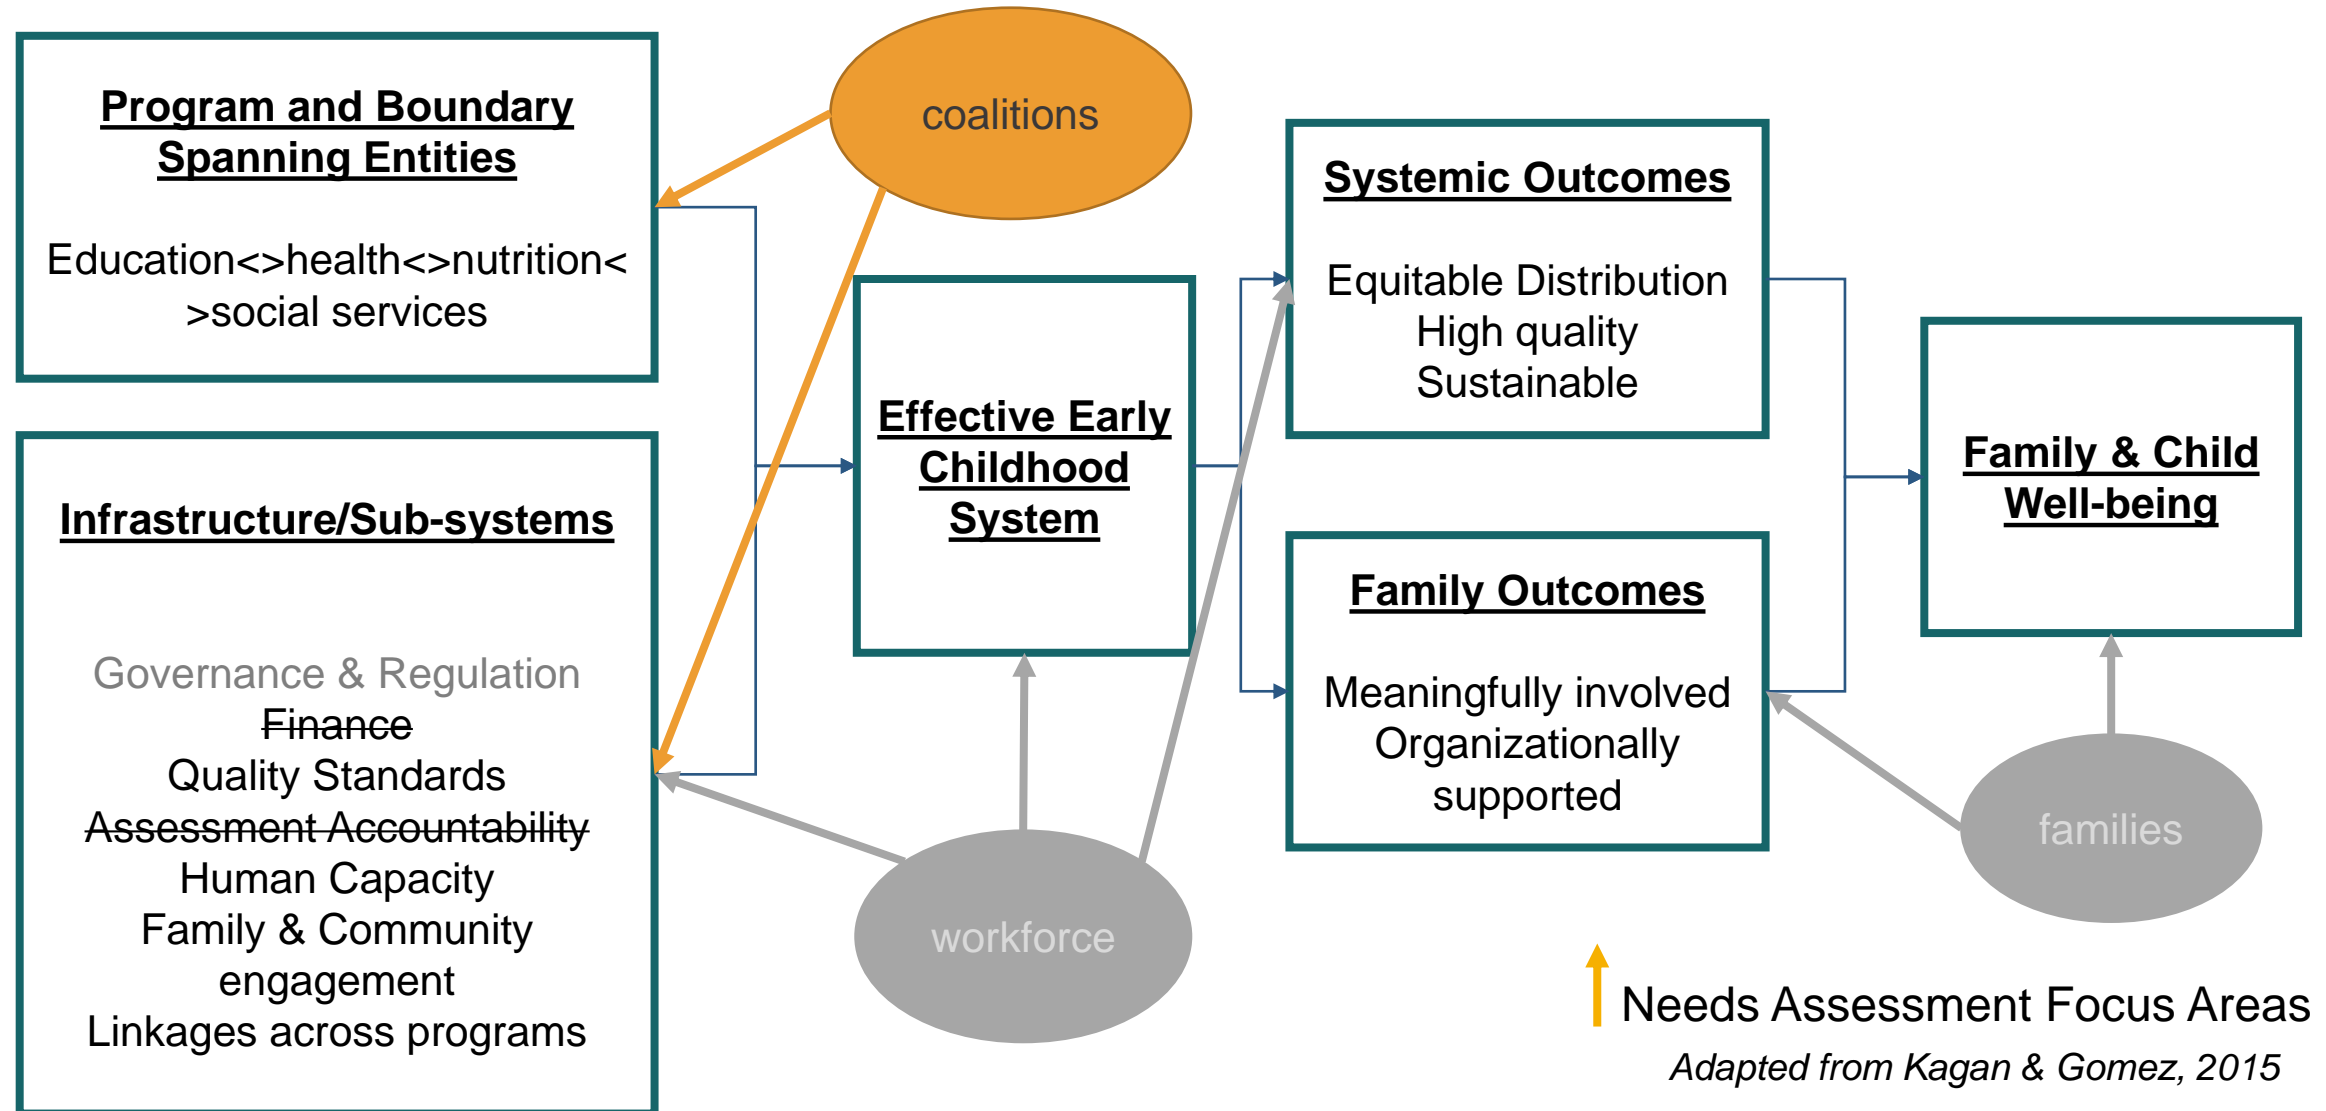 Program and Boundary
Spanning Entities
Education<>health<>nutrition<
>social services
Infrastructure/Sub-systems
Governance & Regulation
Finance
Quality Standards
Assessment Accountability
Human Capacity
Family & Community
engagement
Linkages across programs
coalitions
Effective Early
Childhood
System
workforce
Systemic Outcomes
Equitable Distribution
High quality
Sustainable
Family Outcomes
Meaningfully involved
Organizationally
supported
Family & Child
Well-being
families
Needs Assessment Focus Areas
Adapted from Kagan & Gomez, 2015